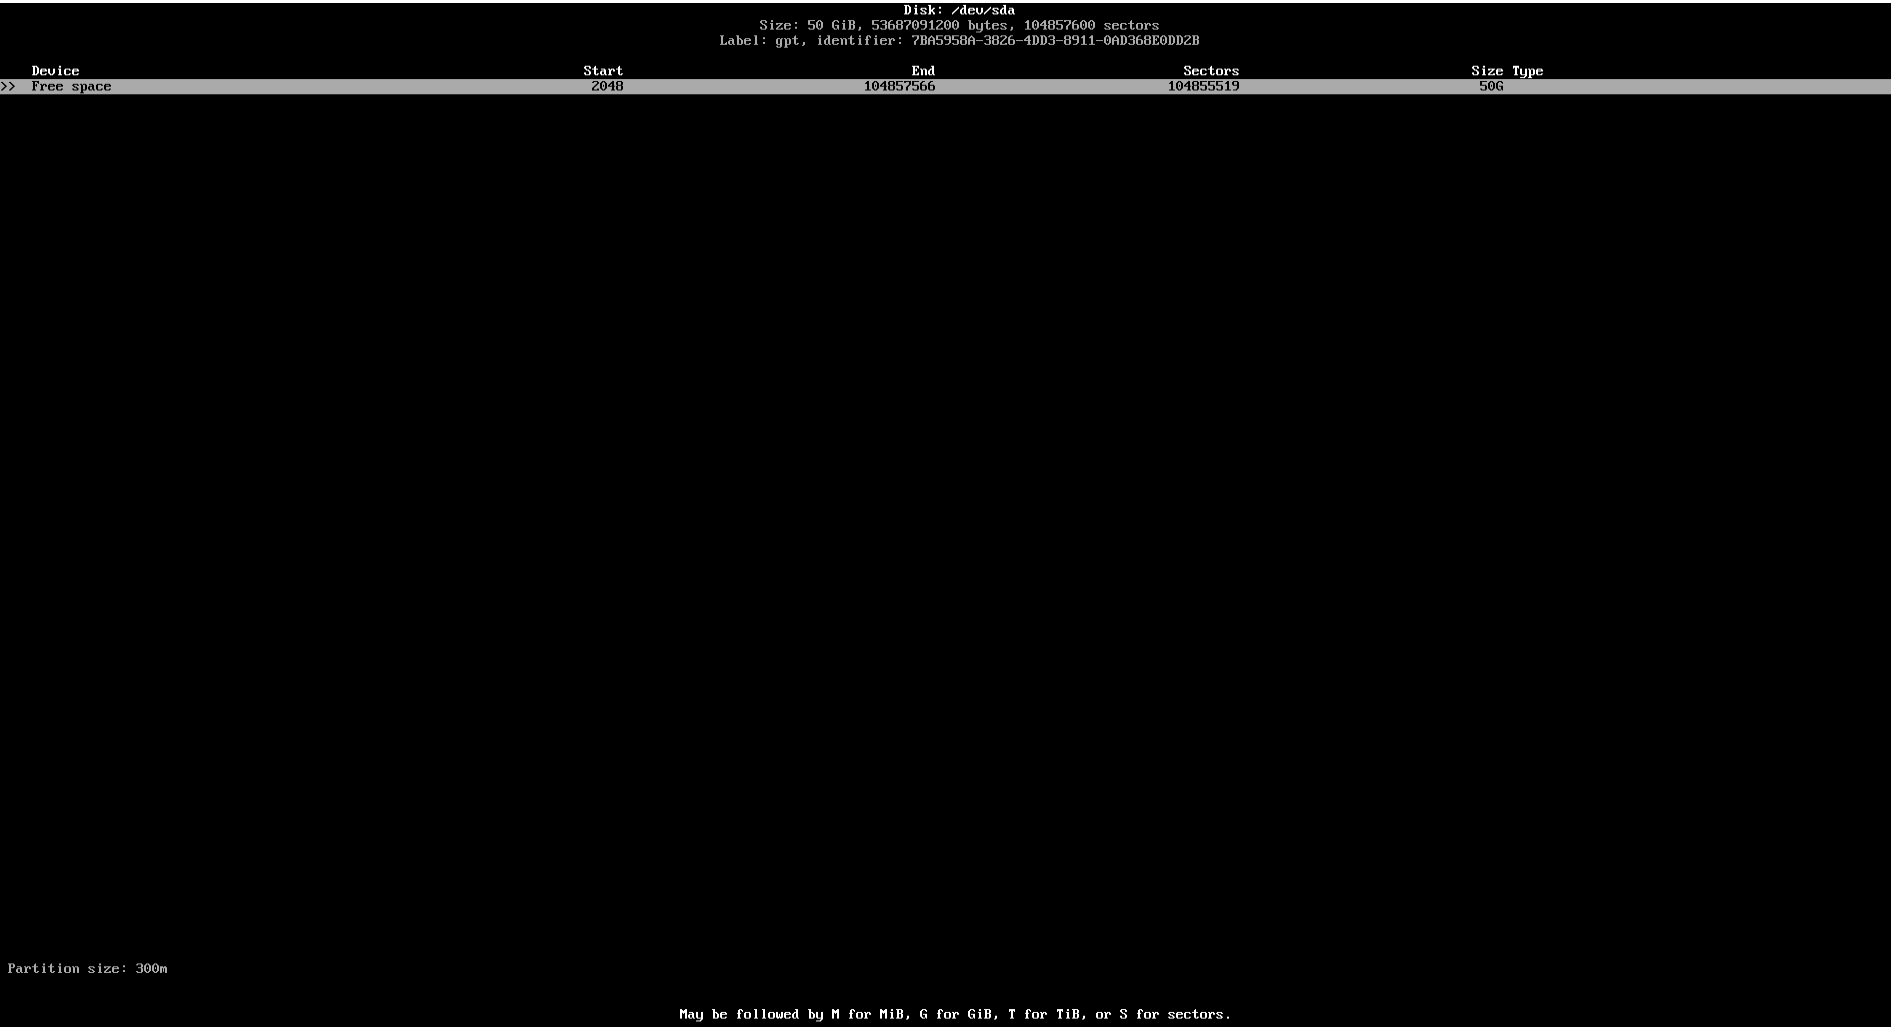 Disk: /dev/sda
Size: 50 GiB, 53687091200 bytes, 104857600 sectors
Label: gpt, identifier: 7BA5958A-3826-4DD3-8911-0AD368E0DD2B
Device Start End Sectors Size Type
>> Free space 2048 104857566 104855519 50G
Partition size: 300m
May be followed by M for MiB, G for GiB, T for TiB, or S for sectors.